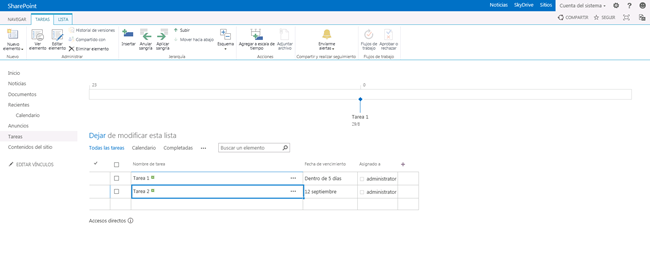 SharePoint
Noticias SkyDrive Sitios Cuenta del sistema
NAVEGAR TAREAS LISTA
COMPARTIR SEGUIR
Nuevo elemento
Ver elemento
Editar elemento
Historial de versiones
Compartido con
Eliminar elemento
Insertar
Anular sangría
Aplicar sangría
Subir
Mover hacia abajo
Esquema
Agregar a escala de tiempo
Adjuntar archivo
Enviarme alertas
Flujos de trabajo
Aprobar o rechazar
Nuevo Administrar Jerarquía Acciones Compartir y realizar seguimiento Flujos de trabajo
Inicio
Noticias
Documentos
Recientes
Calendario
Anuncios
Tareas
Contenidos del sitio
EDITAR VÍNCULOS
Tarea 1
Dejar de modificar esta lista
Todas las tareas Calendario Completadas ••• Buscar un elemento
Nombre de tarea Fecha de vencimiento Asignado a
Tarea 1 ••• Dentro de 5 días administrator
Tarea 2 ••• 12 septiembre administrator
Accesos directos